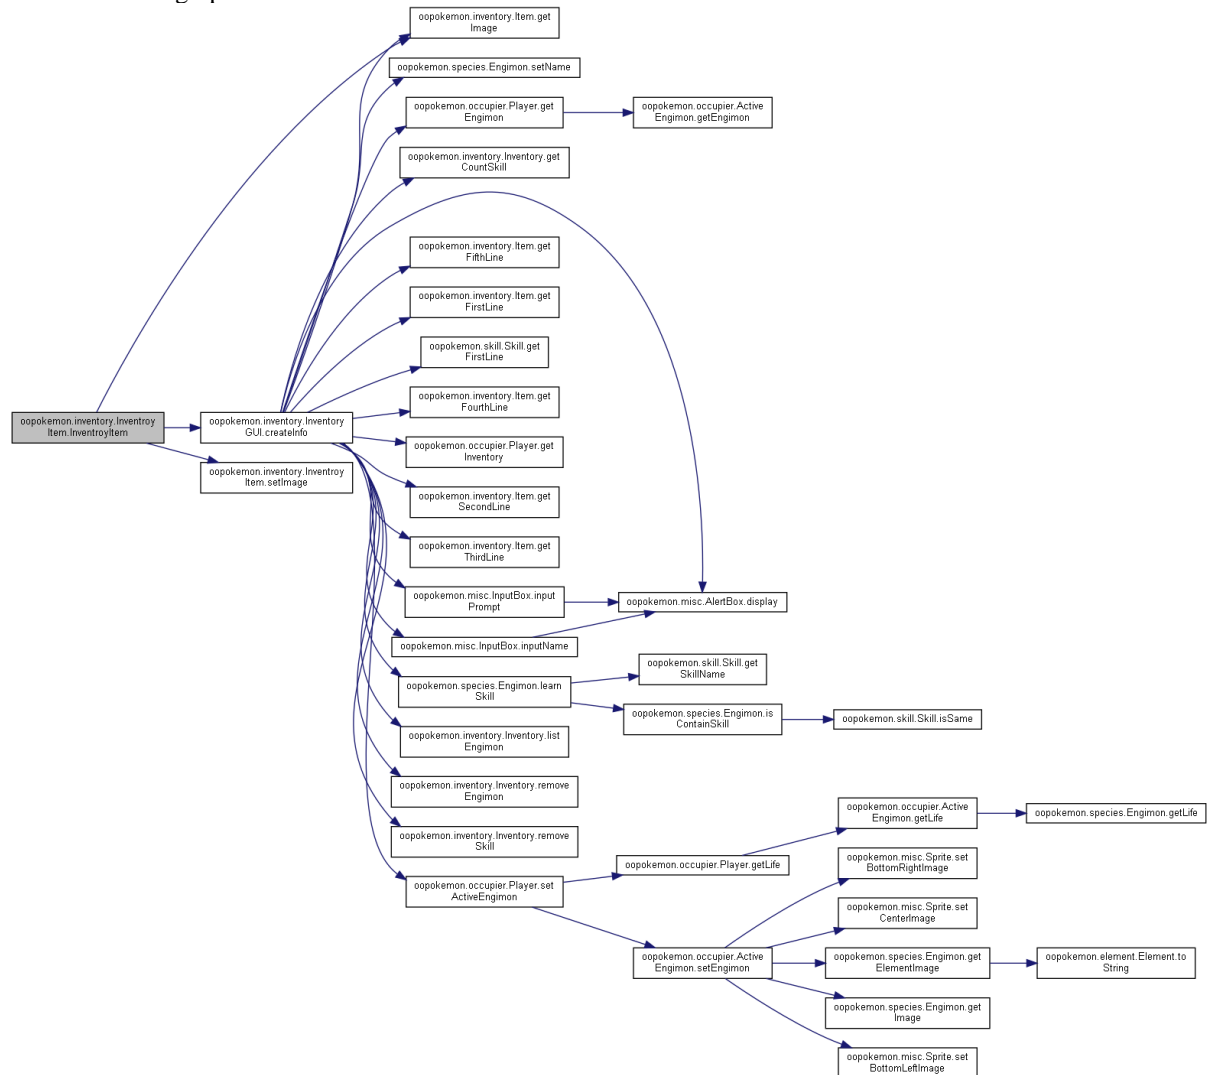 oopokemon.inventory.Item.get
Image
oopokemon.species.Engimon.setName
oopokemon.occupier.Player.get
Engimon
oopokemon.occupier.Active
Engimon.getEngimon
oopokemon.inventory.Inventory.get
CountSkill
oopokemon.inventory.Item.get
FifthLine
oopokemon.inventory.Item.get
FirstLine
oopokemon.skill.Skill.get
FirstLine
oopokemon.inventory.Item.get
FourthLine
oopokemon.inventory.Inventroy
Item.InventroyItem
oopokemon.inventory.Inventory
GUI.createInfo
oopokemon.occupier.Player.get
Inventory
oopokemon.inventory.Inventroy
Item.setImage
oopokemon.inventory.Item.get
SecondLine
oopokemon.inventory.Item.get
ThirdLine
oopokemon.misc.InputBox.input
Prompt
oopokemon.misc.AlertBox.display
oopokemon.misc.InputBox.inputName
oopokemon.skill.Skill.get
SkillName
oopokemon.species.Engimon.learn
Skill
oopokemon.species.Engimon.is
ContainSkill
oopokemon.skill.Skill.isSame
oopokemon.inventory.Inventory.list
Engimon
oopokemon.inventory.Inventory.remove
Engimon
oopokemon.occupier.Active
Engimon.getLife
oopokemon.species.Engimon.getLife
oopokemon.inventory.Inventory.remove
Skill
oopokemon.occupier.Player.getLife
oopokemon.misc.Sprite.set
BottomRightImage
oopokemon.occupier.Player.set
ActiveEngimon
oopokemon.misc.Sprite.set
CenterImage
oopokemon.occupier.Active
Engimon.setEngimon
oopokemon.species.Engimon.get
ElementImage
oopokemon.element.Element.to
String
oopokemon.species.Engimon.get
Image
oopokemon.misc.Sprite.set
BottomLeftImage